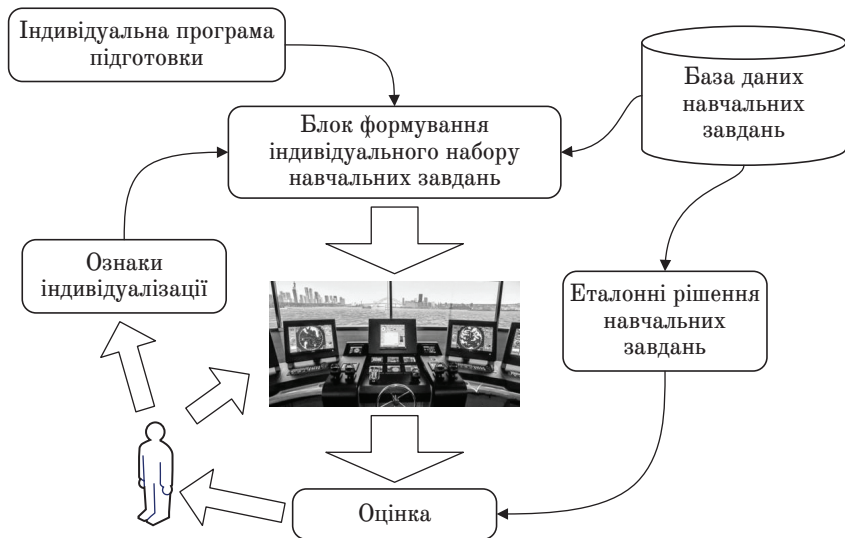 Індивідуальна програма
підготовки
База даних
навчальних
завдань
Блок формування
індивідуального набору
навчальних завдань
Ознаки
індивідуалізації
Еталонні рішення
навчальних
завдань
Оцінка